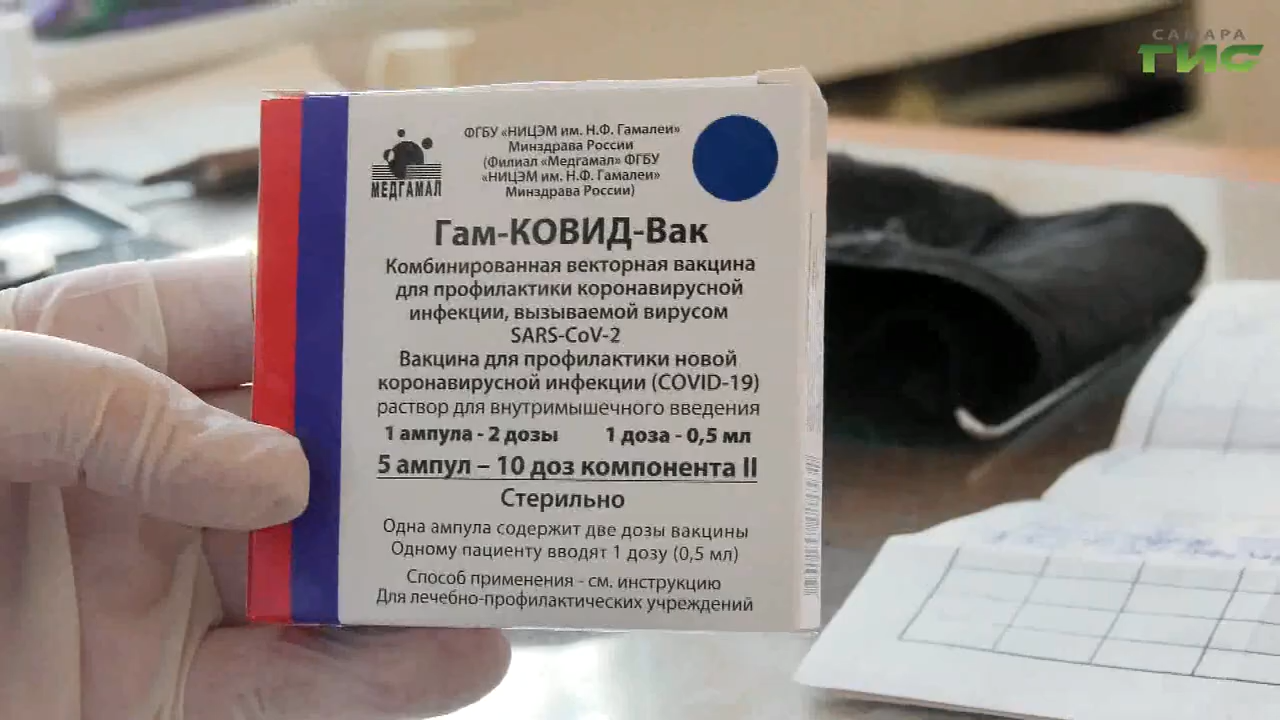 САМАРА
ГИС
ФГБУ «НИЦЭМ им. Н.Ф. Гамалеи»
Минздрава России
(Филиал «Медгамал» ФГБУ
«НИЦЭМ им. Н.Ф. Гамалеи»
Минздрава России)
МЕДГАМАЛ
Гам-КОВИД-Вак
Комбинированная векторная вакцина
для профилактики коронавирусной
инфекции, вызываемой вирусом
SARS-CoV-2
Вакцина для профилактики новой
коронавирусной инфекции (COVID-19)
раствор для внутримышечного введения
1 ампула - 2 дозы 1 доза - 0,5 мл
5 ампул – 10 доз компонента II
Стерильно
Одна ампула содержит две дозы вакцины
Одному пациенту вводят 1 дозу (0,5 мл)
Способ применения - см. инструкцию
Для лечебно-профилактических учреждений